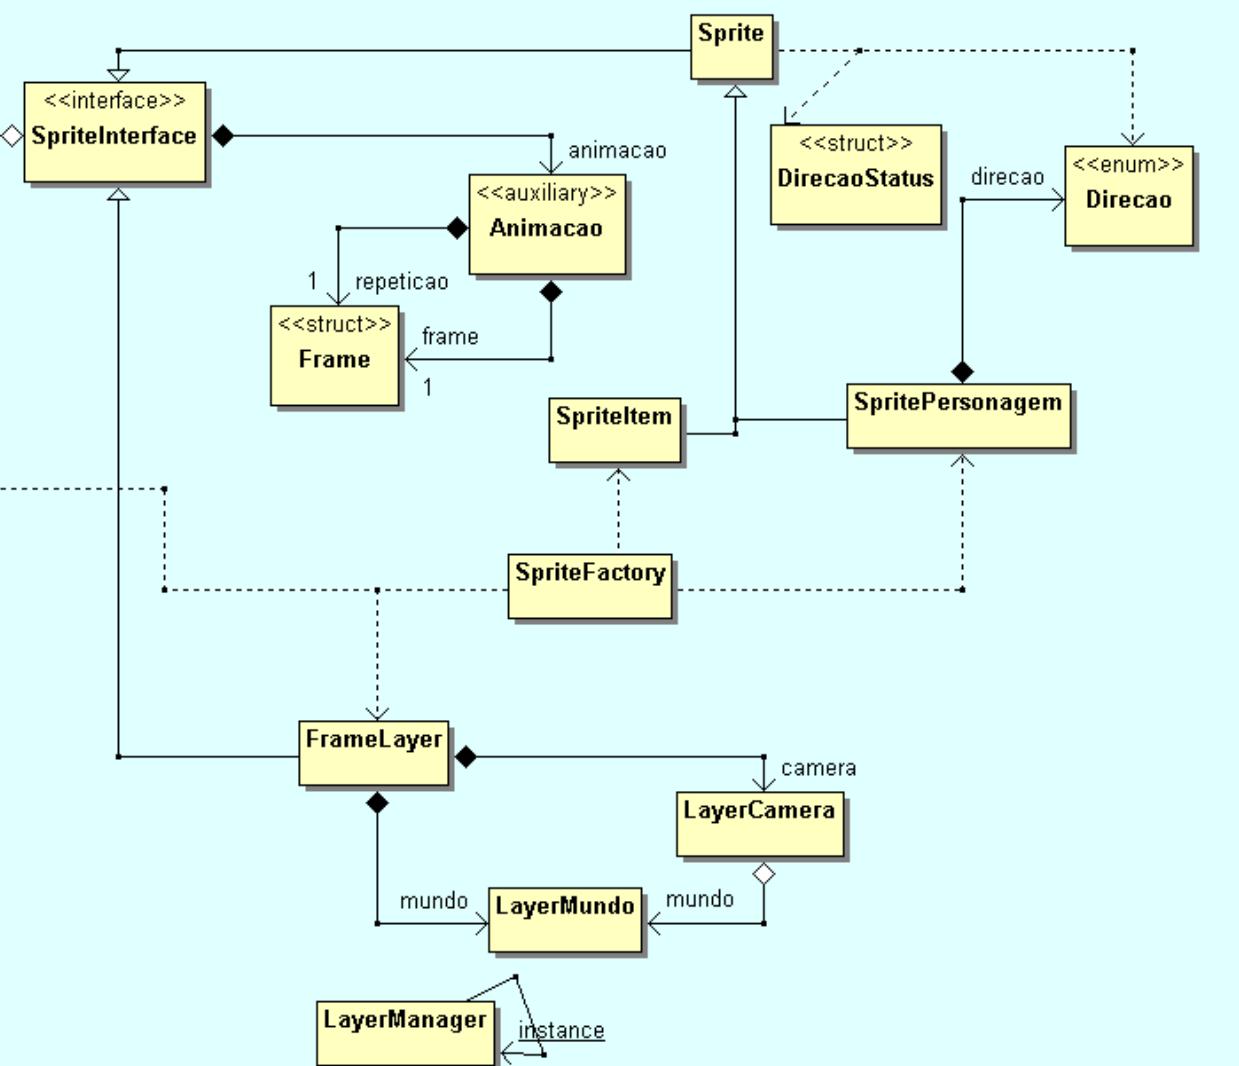 Sprite
<<interface>>
SpriteInterface
<<struct>>
DirecaoStatus
<<enum>>
Direcao
direcao
animacao
<<auxiliary>>
Animacao
1
repeticao
<<struct>>
Frame
frame
1
SpriteItem
SpritePersonagem
SpriteFactory
FrameLayer
camera
LayerCamera
mundo
LayerMundo
mundo
LayerManager
instance